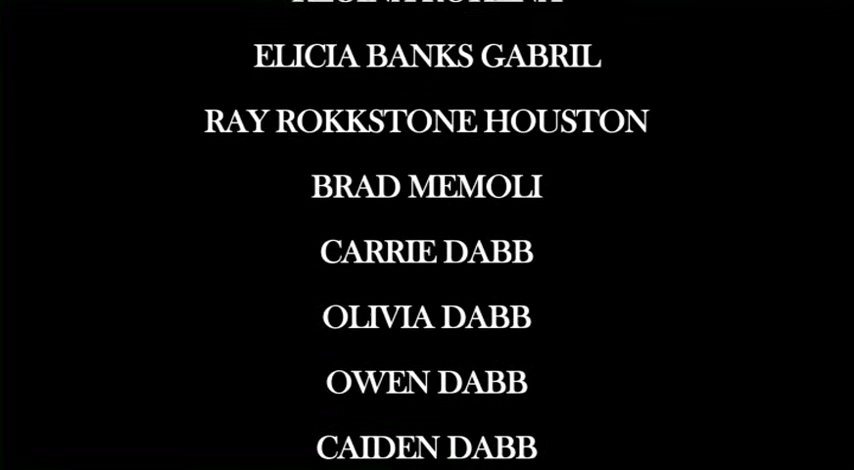 ELICIA BANKS GABRIL
RAY ROKKSTONE HOUSTON
BRAD MEMOLI
CARRIE DABB
OLIVIA DABB
OWEN DABB
CAIDEN DABB